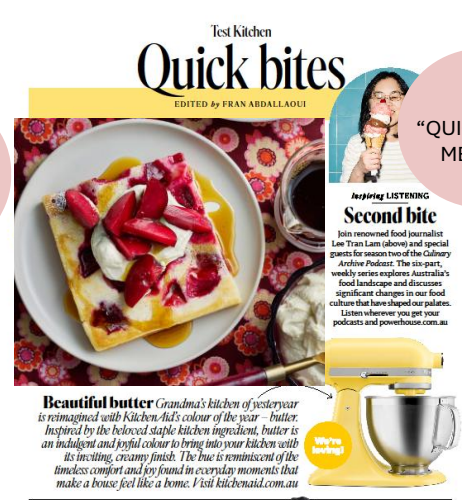 Test Kitchen
Quick bites
EDITED by FRAN ABDALLAOUI
“QUI
ME
Inspiring LISTENING
Second bite
Join renowned food journalist
Lee Tran Lam (above) and special
guests for season two of the Culinary
Archive Podcast. The six-part,
weekly series explores Australia's
food landscape and discusses
significant changes in our food
culture that have shaped our palates.
Listen wherever you get your
podcasts and powerhouse.com.au
Beautiful butter Grandma's kitchen of yesteryear
is reimagined with KitchenAid's colour of the year – butter.
Inspired by the beloved staple kitchen ingredient, butter is
an indulgent and joyful colour to bring into your kitchen with
its inviting, creamy finish. The hue is reminiscent of the
timeless comfort and joy found in everyday moments that
make a house feel like a home. Visit kitchenaid.com.au
We're
loving!